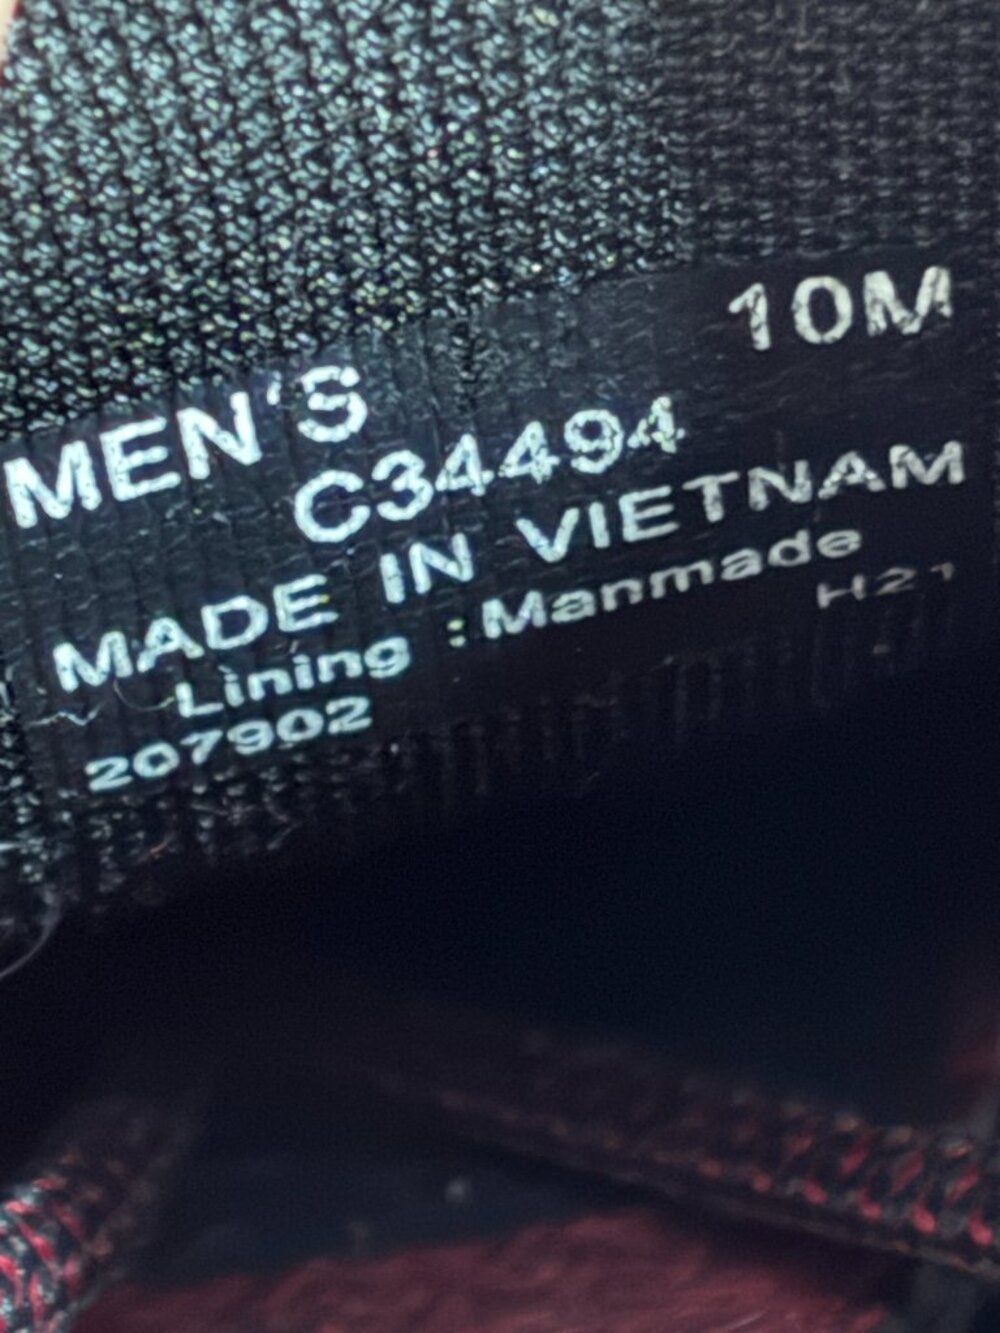 10M
MEN'S
C34494
MADE IN VIETNAM
Lining : Manmade
H21
207902